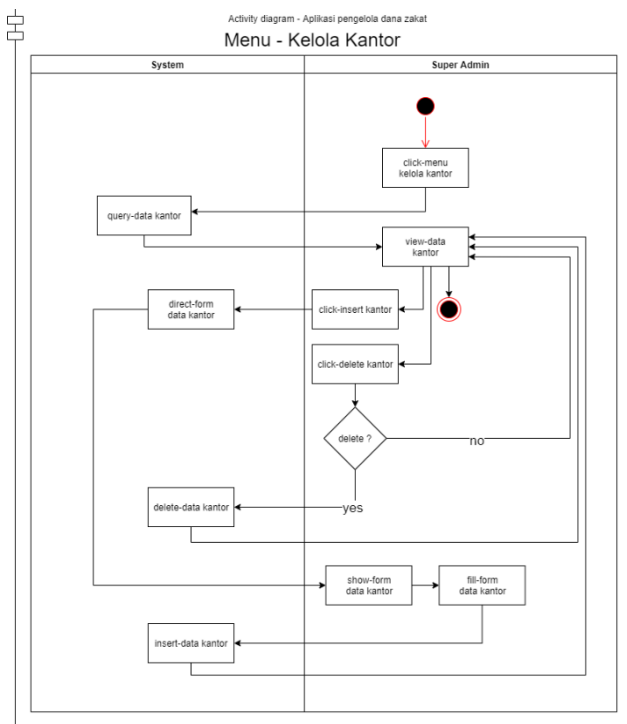 Activity diagram - Aplikasi pengelola dana zakat
Menu - Kelola Kantor
System
Super Admin
click-menu
kelola kantor
query-data kantor
view-data
kantor
direct-form
data kantor
click-insert kantor
click-delete kantor
delete ?
no
yes
delete-data kantor
show-form
data kantor
fill-form
data kantor
insert-data kantor